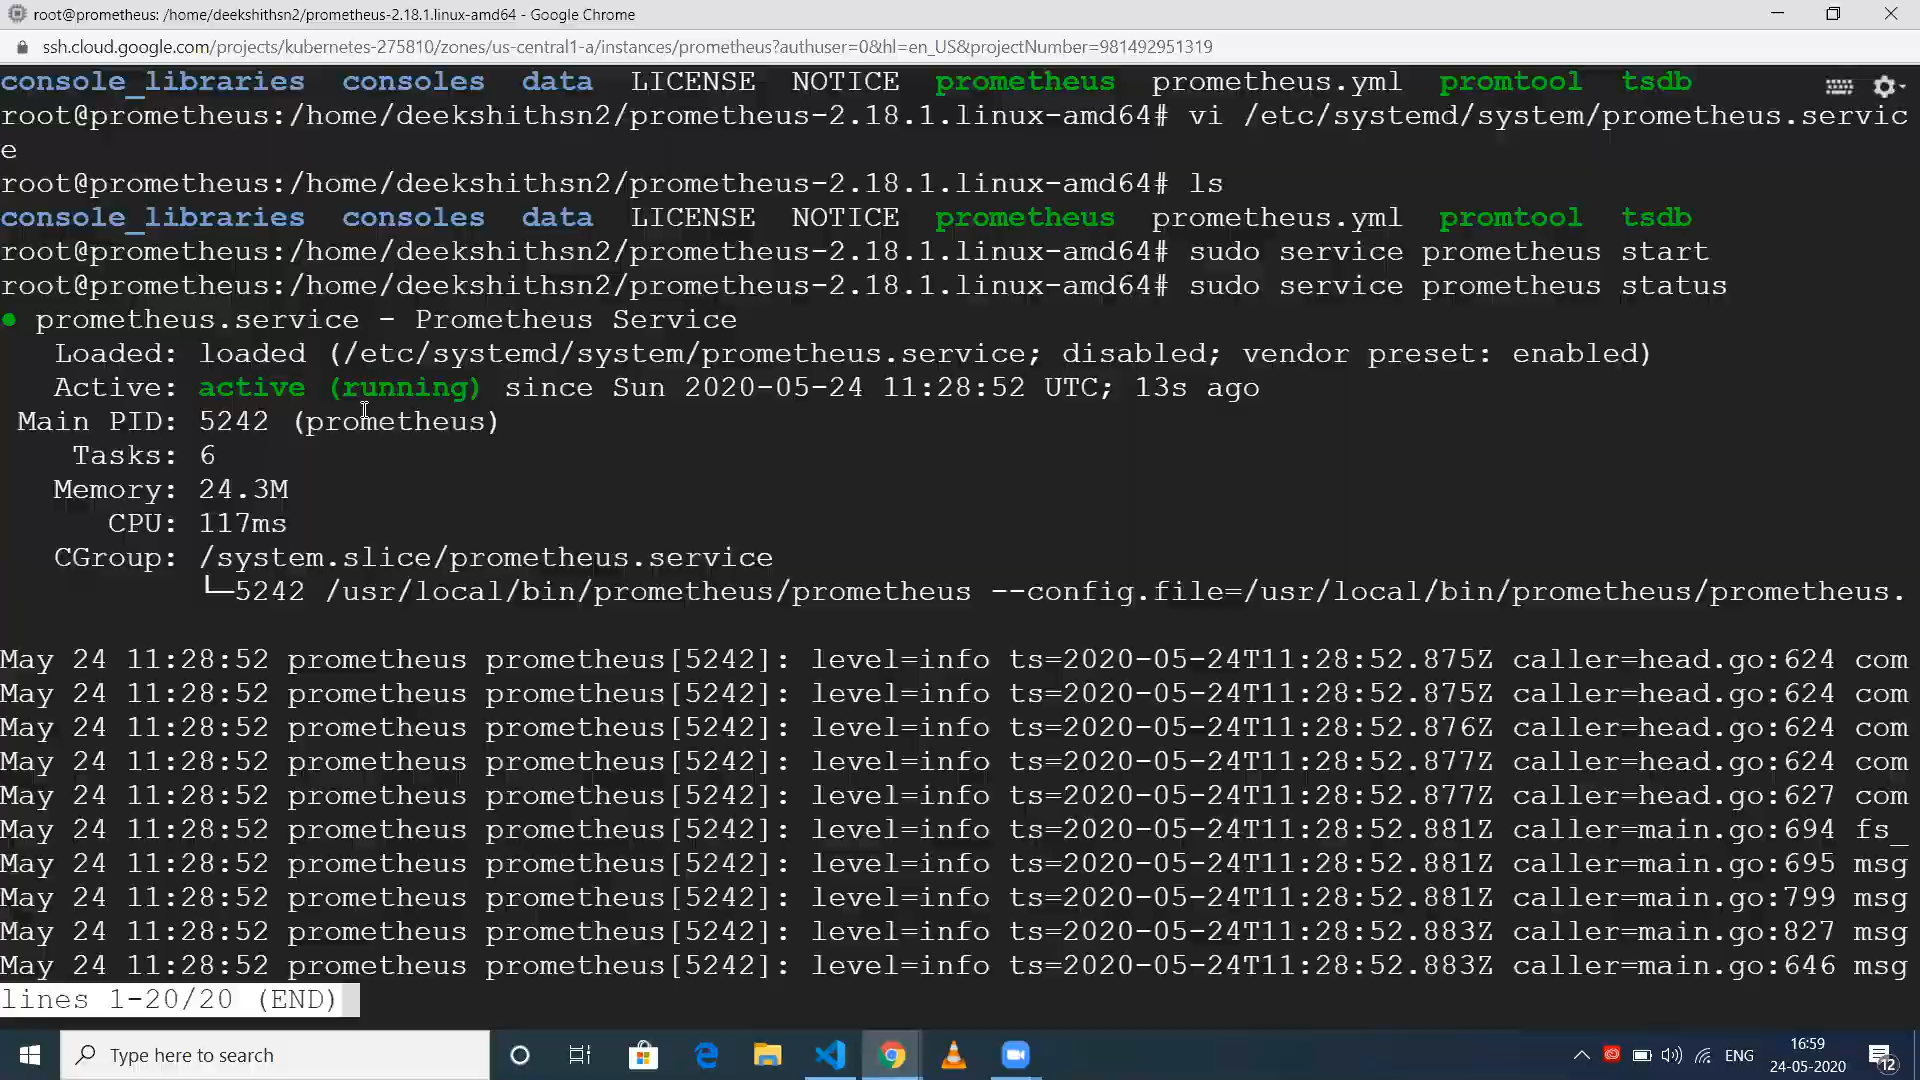 root@prometheus: /home/deekshithsn2/prometheus-2.18.1.linux-amd64 - Google Chrome
ssh.cloud.google.com/projects/kubernetes-275810/zones/us-central1-a/instances/prometheus?authuser=0&hl=en_US&projectNumber=981492951319
console_libraries consoles data LICENSE NOTICE prometheus prometheus.yml promtool tsdb
root@prometheus:/home/deekshithsn2/prometheus-2.18.1.linux-amd64# vi /etc/systemd/system/prometheus.servic
e
root@prometheus:/home/deekshithsn2/prometheus-2.18.1.linux-amd64# ls
console_libraries consoles data LICENSE NOTICE prometheus prometheus.yml promtool tsdb
root@prometheus:/home/deekshithsn2/prometheus-2.18.1.linux-amd64# sudo service prometheus start
root@prometheus:/home/deekshithsn2/prometheus-2.18.1.linux-amd64# sudo service prometheus status
● prometheus.service - Prometheus Service
Loaded: loaded (/etc/systemd/system/prometheus.service; disabled; vendor preset: enabled)
Active: active (running) since Sun 2020-05-24 11:28:52 UTC; 13s ago
Main PID: 5242 (prometheus)
Tasks: 6
Memory: 24.3M
CPU: 117ms
CGroup: /system.slice/prometheus.service
└─5242 /usr/local/bin/prometheus/prometheus --config.file=/usr/local/bin/prometheus/prometheus.
May 24 11:28:52 prometheus prometheus[5242]: level=info ts=2020-05-24T11:28:52.875Z caller=head.go:624 com
May 24 11:28:52 prometheus prometheus[5242]: level=info ts=2020-05-24T11:28:52.875Z caller=head.go:624 com
May 24 11:28:52 prometheus prometheus[5242]: level=info ts=2020-05-24T11:28:52.876Z caller=head.go:624 com
May 24 11:28:52 prometheus prometheus[5242]: level=info ts=2020-05-24T11:28:52.877Z caller=head.go:624 com
May 24 11:28:52 prometheus prometheus[5242]: level=info ts=2020-05-24T11:28:52.877Z caller=head.go:627 com
May 24 11:28:52 prometheus prometheus[5242]: level=info ts=2020-05-24T11:28:52.881Z caller=main.go:694 fs_
May 24 11:28:52 prometheus prometheus[5242]: level=info ts=2020-05-24T11:28:52.881Z caller=main.go:695 msg
May 24 11:28:52 prometheus prometheus[5242]: level=info ts=2020-05-24T11:28:52.881Z caller=main.go:799 msg
May 24 11:28:52 prometheus prometheus[5242]: level=info ts=2020-05-24T11:28:52.883Z caller=main.go:827 msg
May 24 11:28:52 prometheus prometheus[5242]: level=info ts=2020-05-24T11:28:52.883Z caller=main.go:646 msg
lines 1-20/20 (END)
Type here to search
ENG
16:59
24-05-2020
12